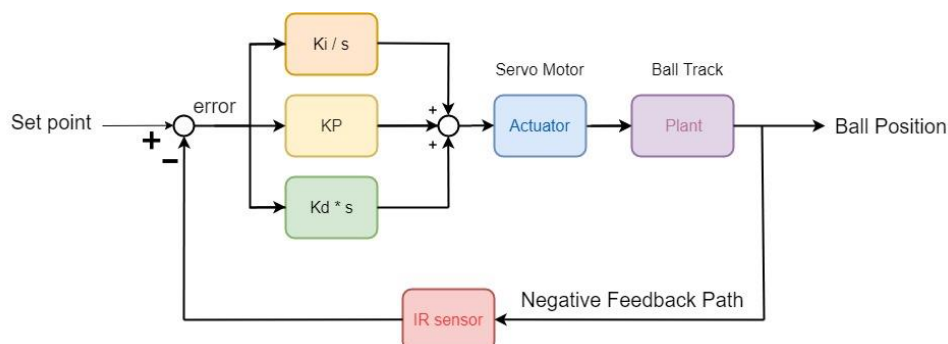 Ki / s
Servo Motor
Ball Track
error
+
Set point
KP
Actuator
Plant
Ball Position
+
+
−
Kd * s
Negative Feedback Path
IR sensor